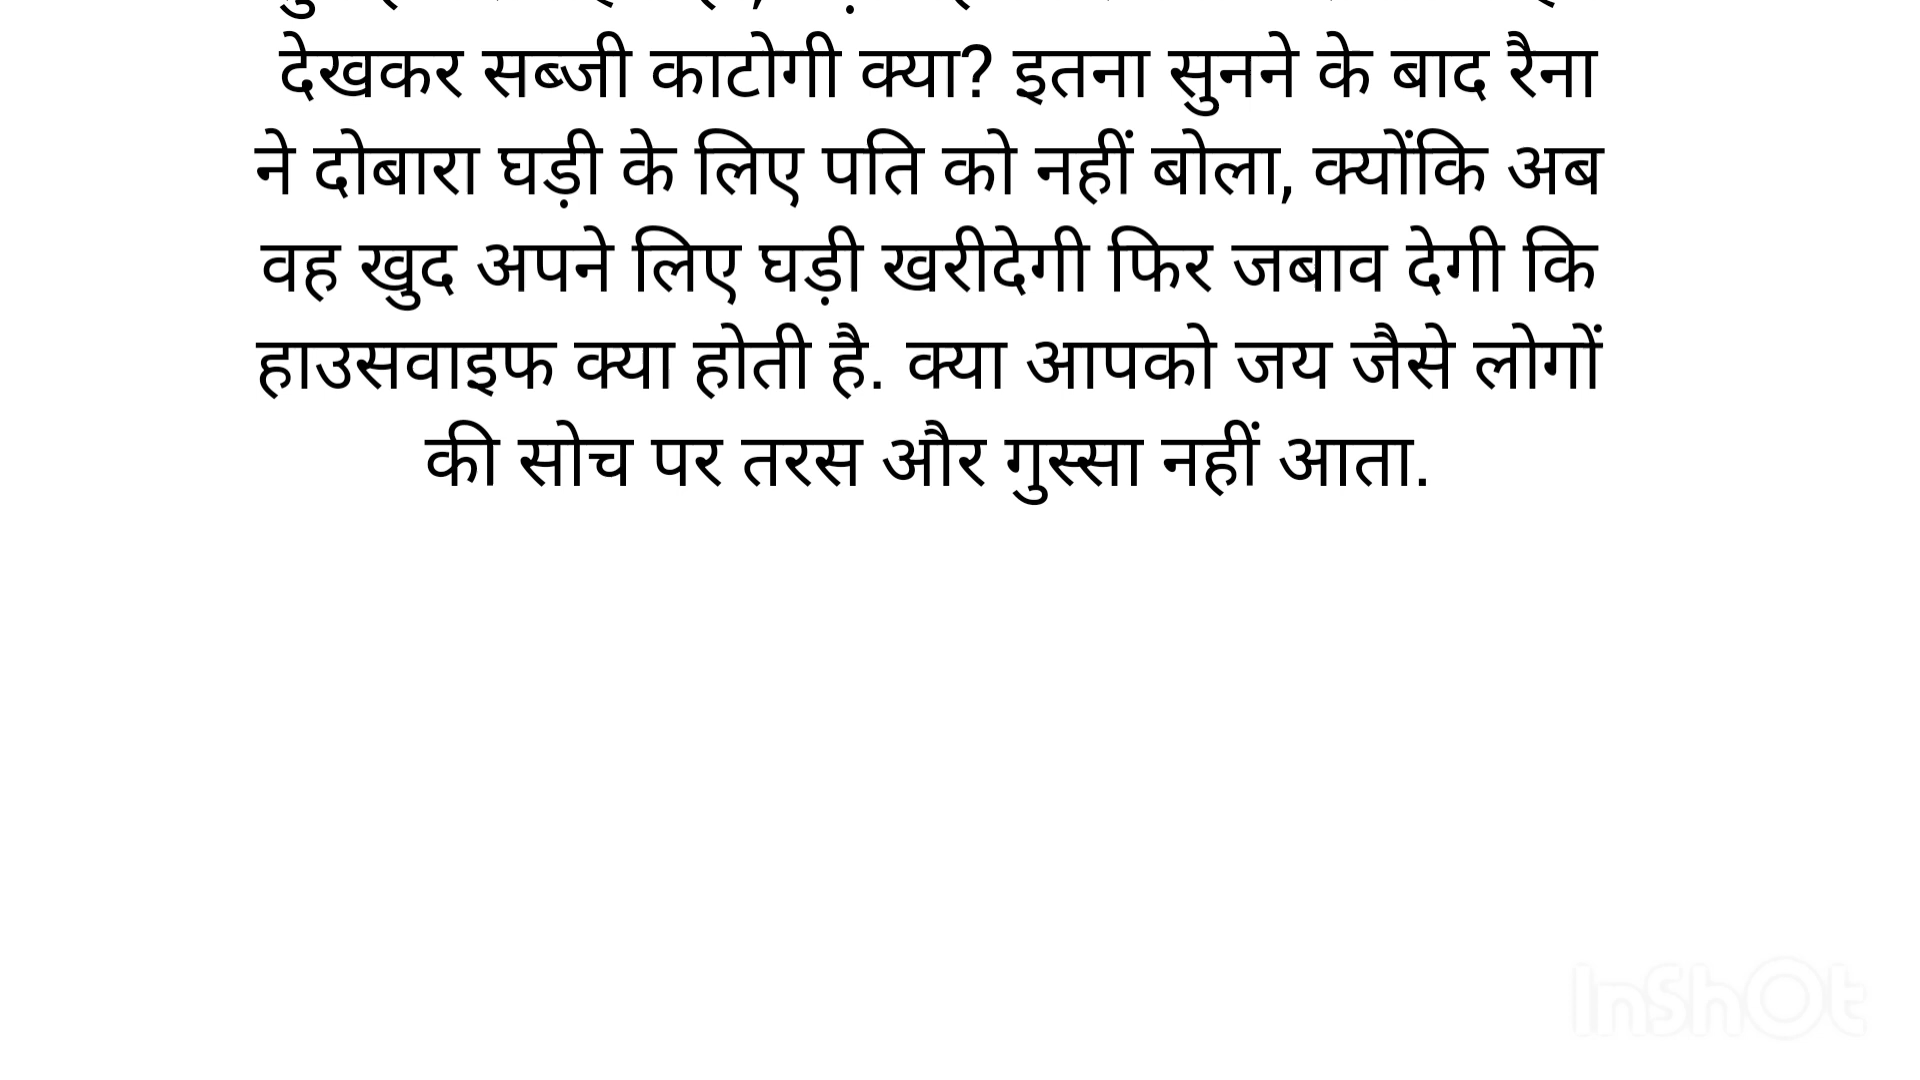 देखकर सब्जी काटोगी क्या? इतना सुनने के बाद रैना
ने दोबारा घड़ी के लिए पति को नहीं बोला, क्योंकि अब
वह खुद अपने लिए घड़ी खरीदेगी फिर जबाव देगी कि
हाउसवाइफ क्या होती है. क्या आपको जय जैसे लोगों
की सोच पर तरस और गुस्सा नहीं आता.
InShOt